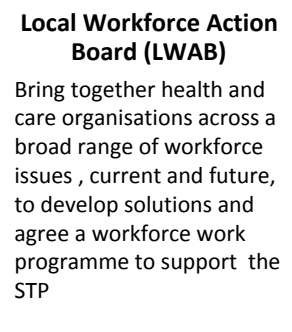 Local Workforce Action
Board (LWAB)
Bring together health and
care organisations across a
broad range of workforce
issues , current and future,
to develop solutions and
agree a workforce work
programme to support  the
STP